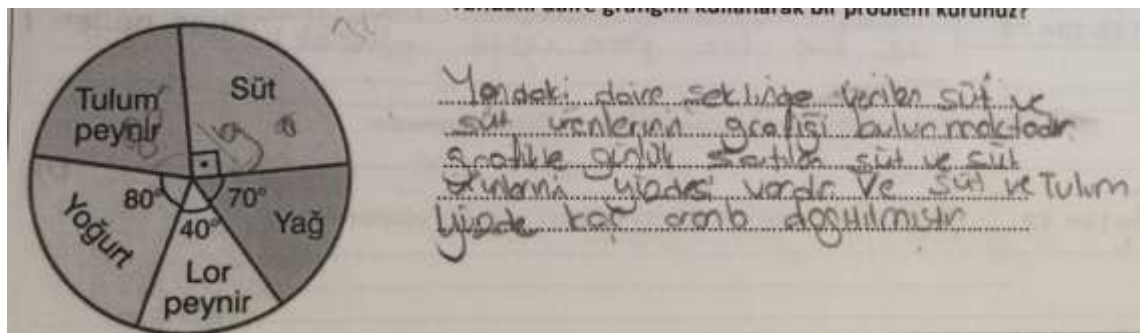 Yandaki daire grafiğini kullanarak bir problem kurunuz?
Tulum
peynir
Süt
80°
70°
40°
Yoğurt
Yağ
Lor
peynir
Yandaki daire şeklinde verilen süt ve
süt ürünlerinin grafiği bulunmaktadır
grafikte günlük satılan süt ve süt
ürünlerini yüzdesi vardır. Ve Süt ve Tulum
yüzde kaç oranla dağıtılmıştır